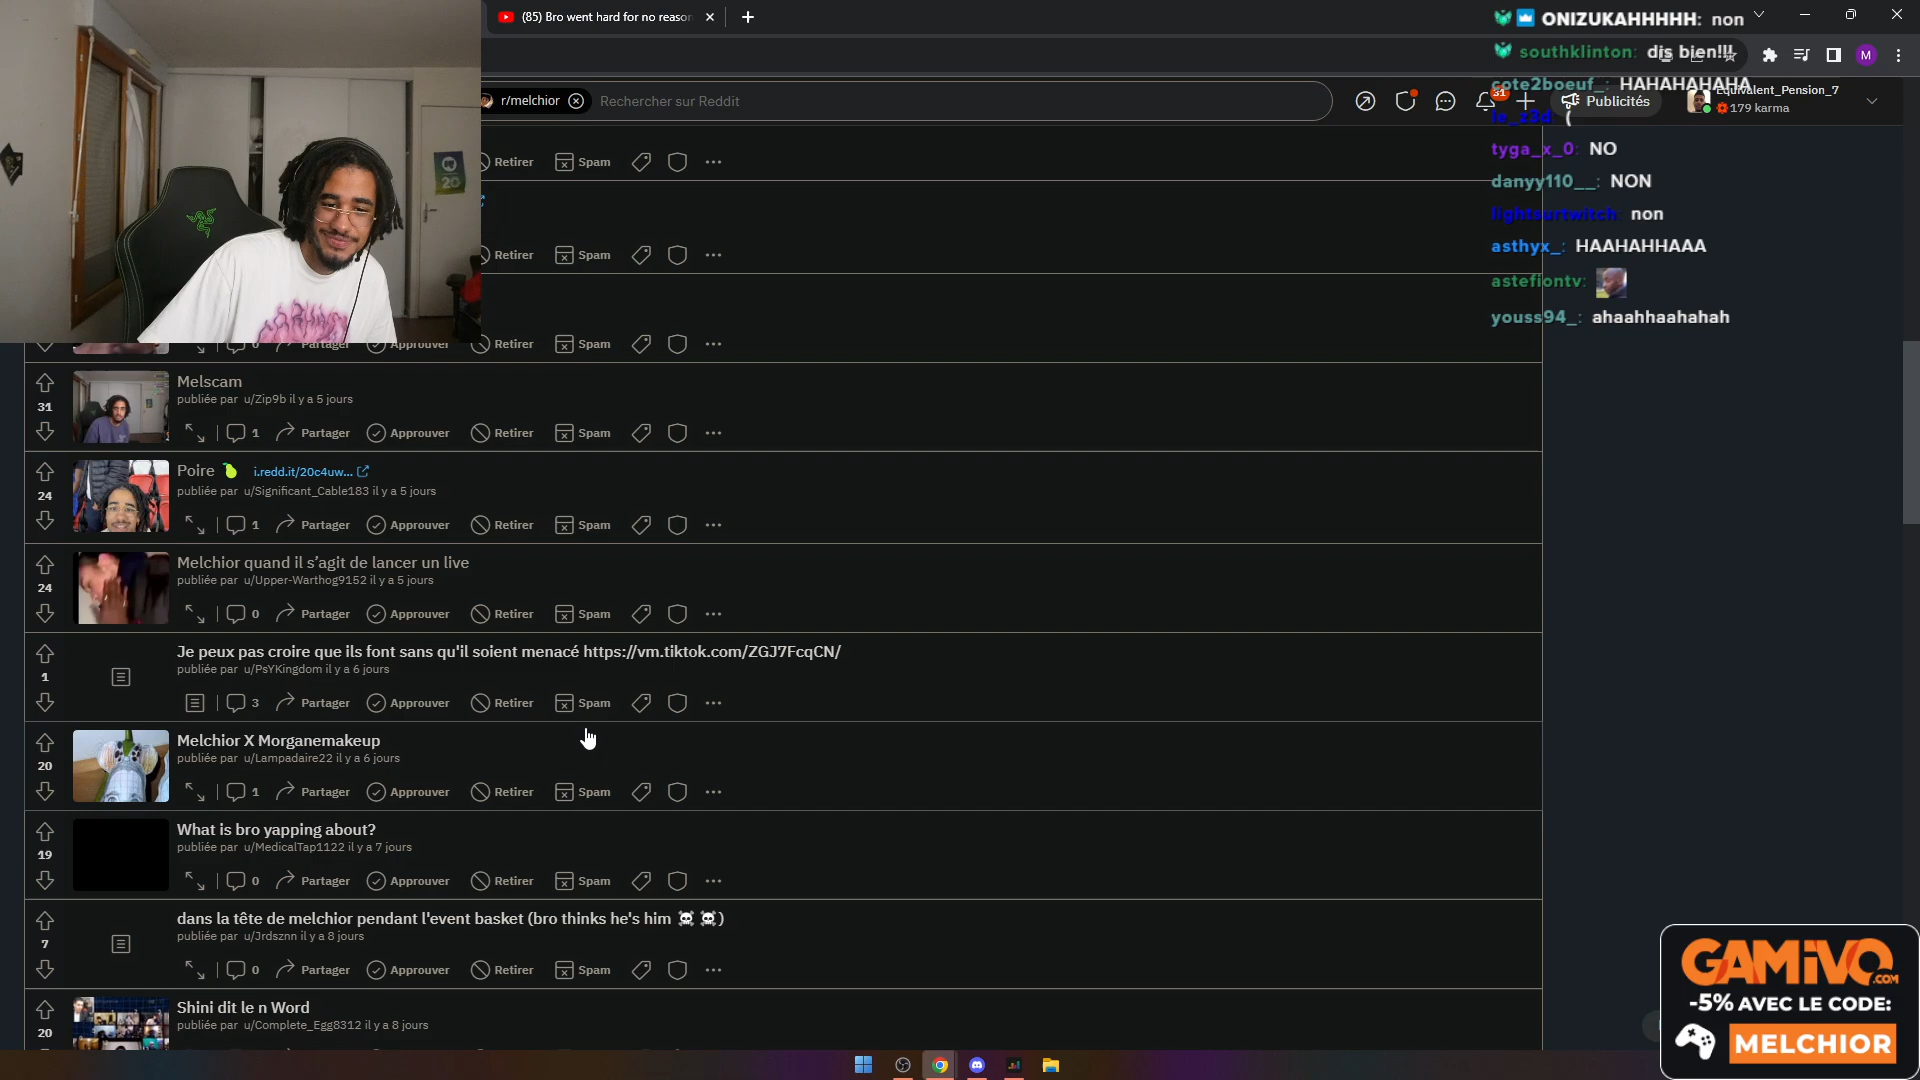 (85) Bro went hard for no reason
ONIZUKAHHHHH: non
southklinton: dis bien!!!
cote2boeuf_: HAHAHAHAHA
le_z3d: (
tyga_x_0: NO
danyy110__: NON
lightsurtwitch: non
asthyx_: HAAHAHHAAA
astefiontv:
youss94_: ahaahhaahahah
M
r/melchior
Rechercher sur Reddit
31
Publicités
Equivalent_Pension_7
179 karma
20
Retirer Spam
Retirer Spam
0 Partager Approuver Retirer Spam
Melscam
publiée par u/Zip9b il y a 5 jours
31
1 Partager Approuver Retirer Spam
Poire i.redd.it/20c4uw...
publiée par u/Significant_Cable183 il y a 5 jours
24
1 Partager Approuver Retirer Spam
Melchior quand il s’agit de lancer un live
publiée par u/Upper-Warthog9152 il y a 5 jours
24
0 Partager Approuver Retirer Spam
Je peux pas croire que ils font sans qu'il soient menacé https://vm.tiktok.com/ZGJ7FcqCN/
publiée par u/PsYKingdom il y a 6 jours
1
3 Partager Approuver Retirer Spam
Melchior X Morganemakeup
publiée par u/Lampadaire22 il y a 6 jours
20
1 Partager Approuver Retirer Spam
What is bro yapping about?
publiée par u/MedicalTap1122 il y a 7 jours
19
0 Partager Approuver Retirer Spam
dans la tête de melchior pendant l'event basket (bro thinks he's him ☠ ☠)
publiée par u/Jrdsznn il y a 8 jours
7
0 Partager Approuver Retirer Spam
Shini dit le n Word
publiée par u/Complete_Egg8312 il y a 8 jours
20
GAMIVO.COM
-5% AVEC LE CODE:
MELCHIOR